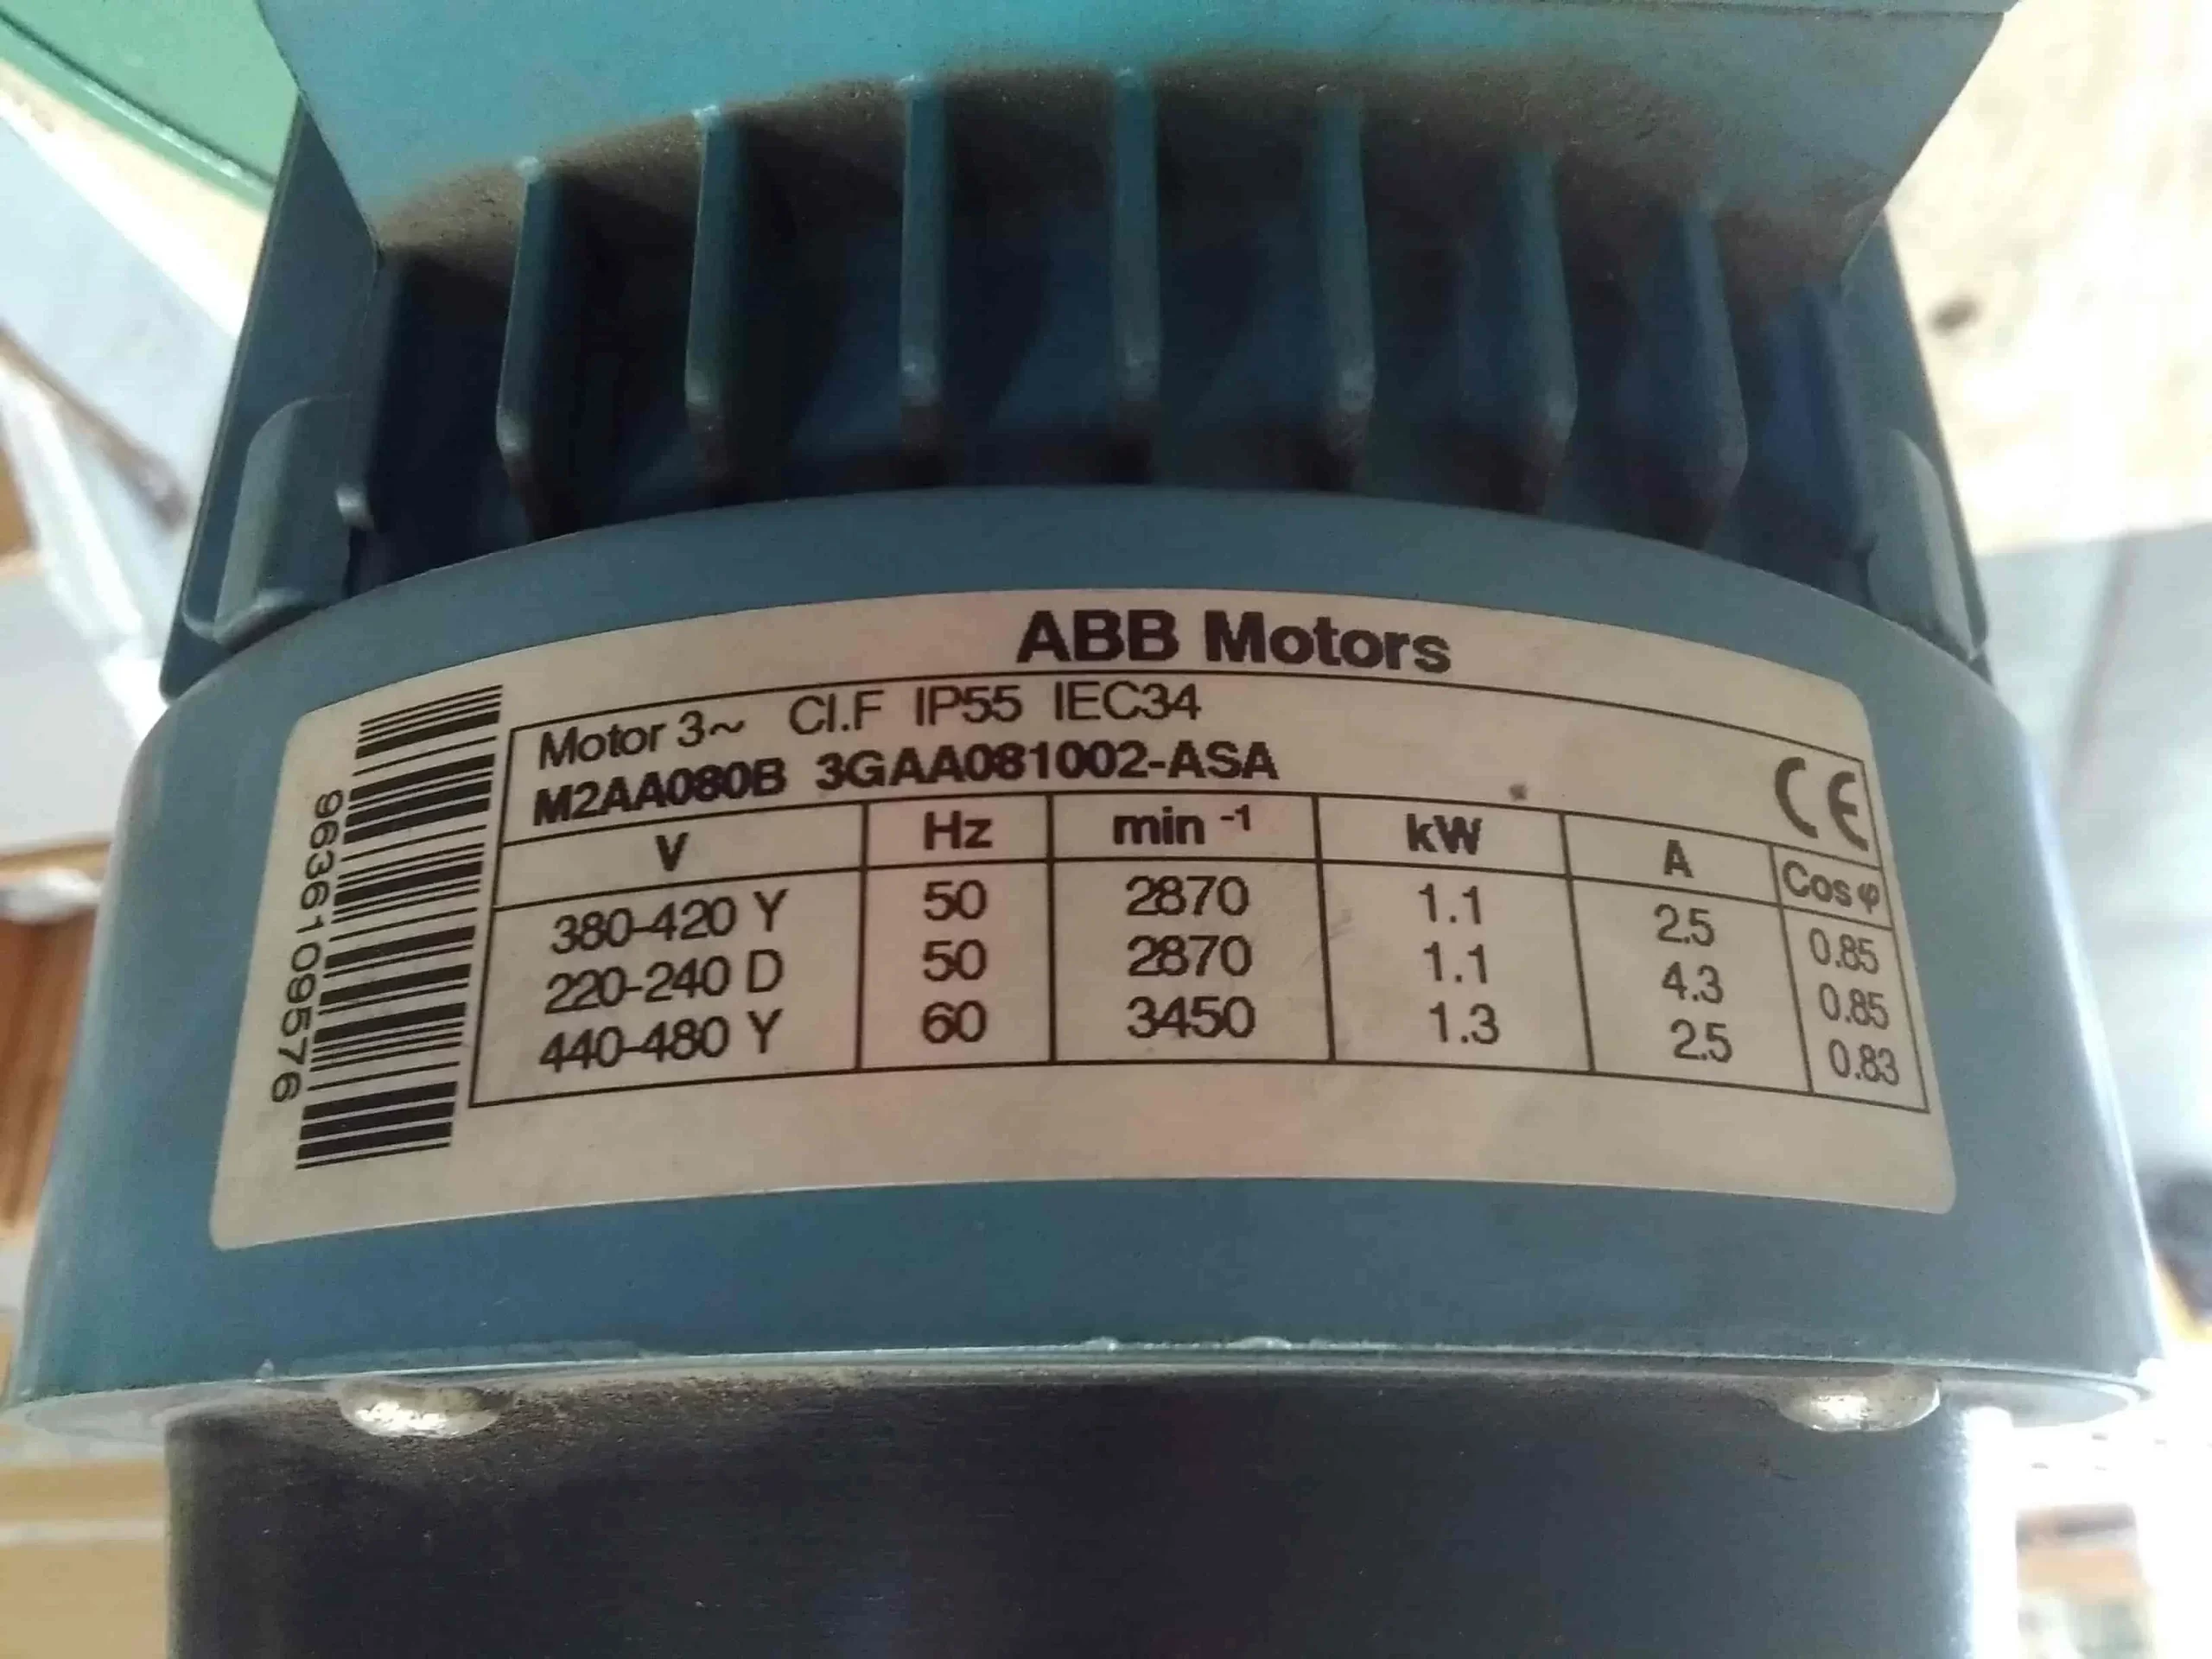 ABB Motors
Motor 3~ Cl.F IP55 IEC34
M2AA080B 3GAA081002-ASA
CE
V Hz min -1 kW A Cos φ
380-420 Y 50 2870 1.1 2.5 0.85
220-240 D 50 2870 1.1 4.3 0.85
440-480 Y 60 3450 1.3 2.5 0.83
9636109576